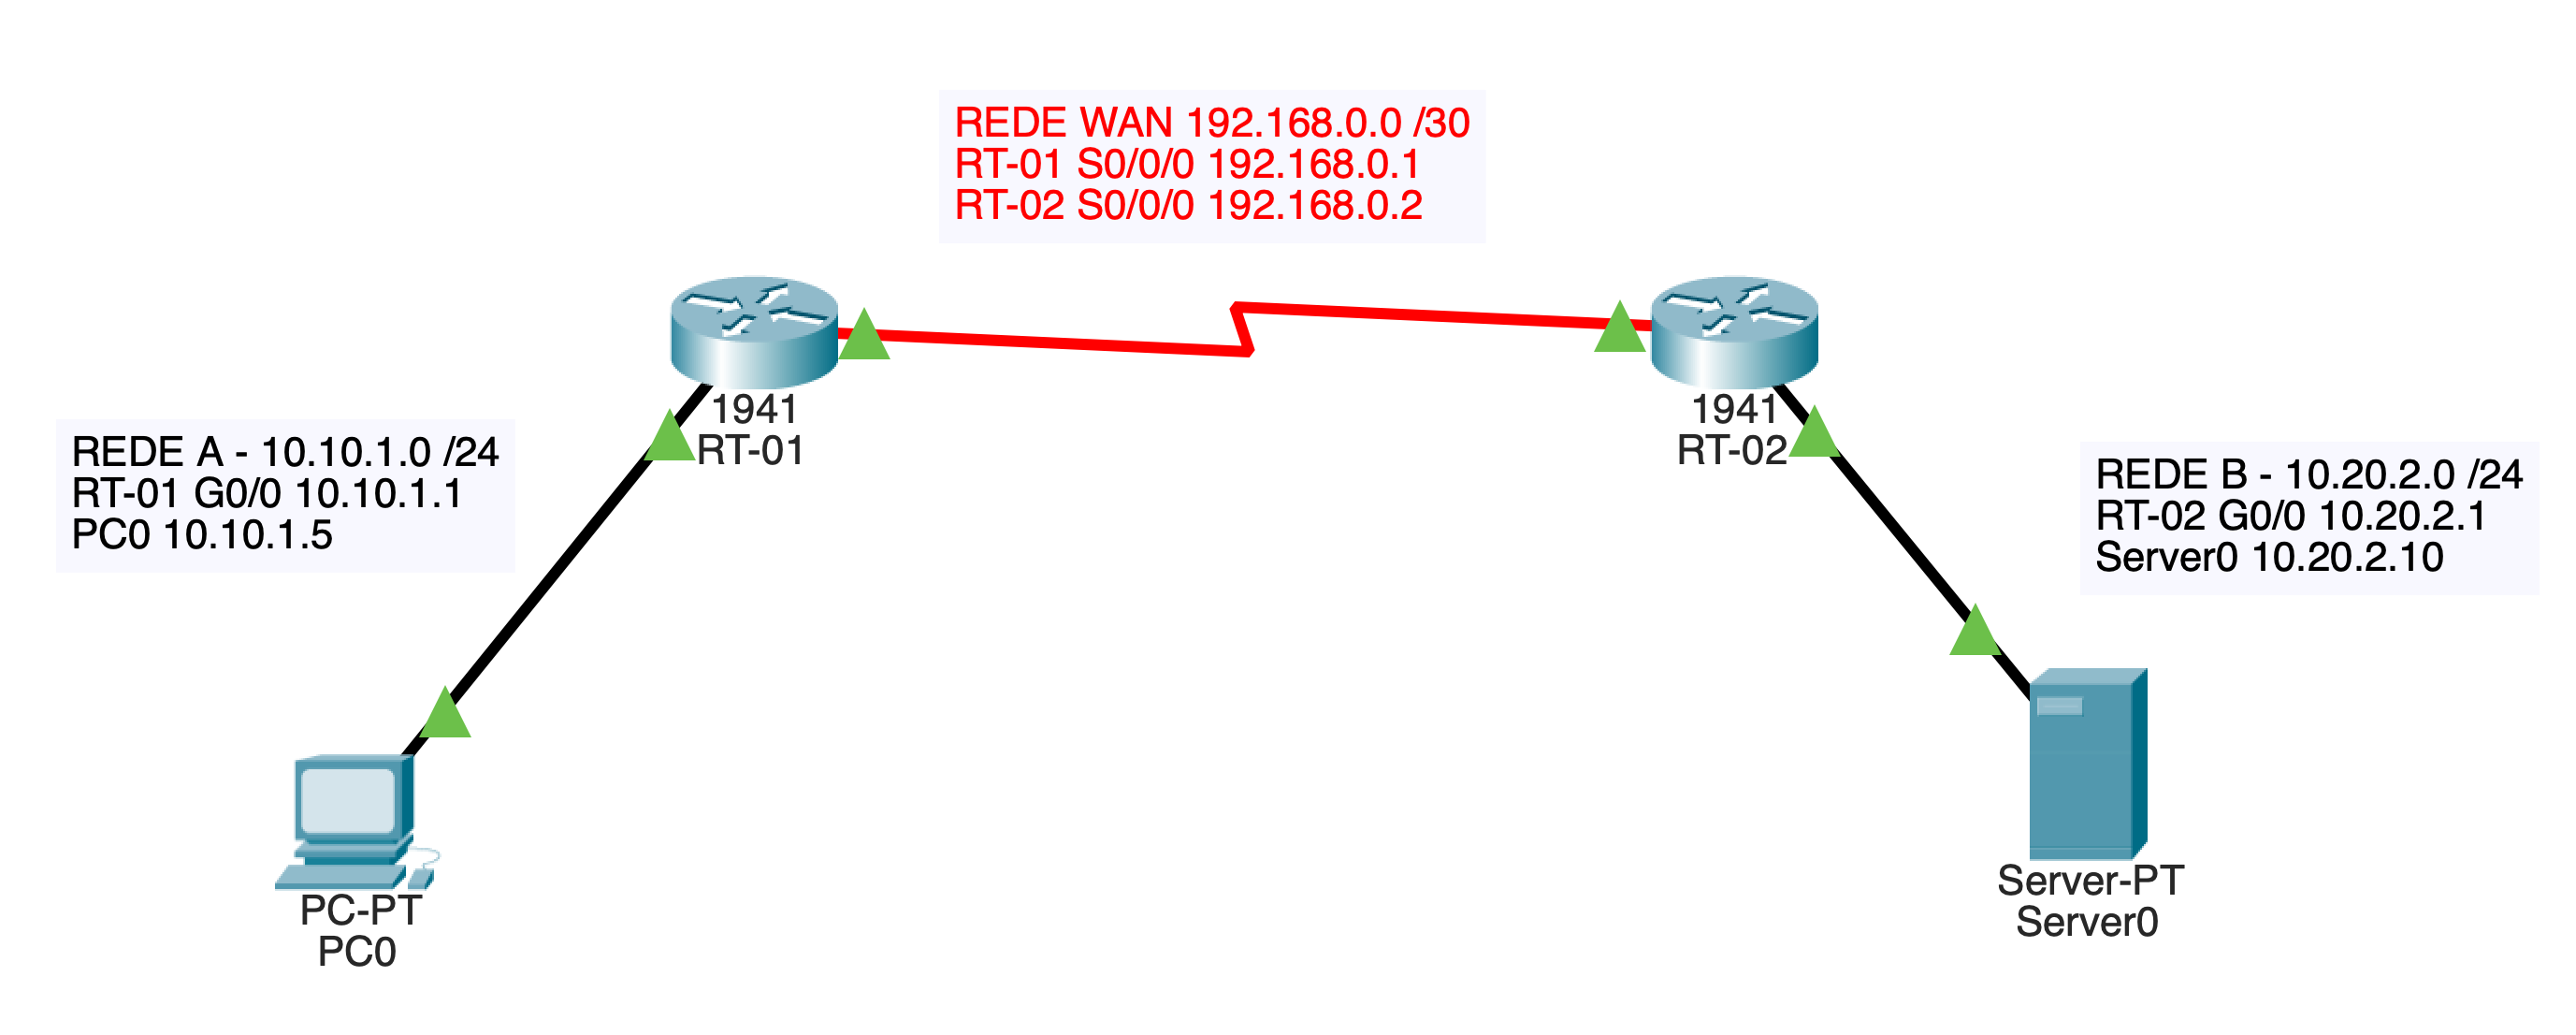 REDE WAN 192.168.0.0 /30
RT-01 S0/0/0 192.168.0.1
RT-02 S0/0/0 192.168.0.2
1941
RT-01
1941
RT-02
REDE A - 10.10.1.0 /24
RT-01 G0/0 10.10.1.1
PC0 10.10.1.5
REDE B - 10.20.2.0 /24
RT-02 G0/0 10.20.2.1
Server0 10.20.2.10
PC-PT
PC0
Server-PT
Server0